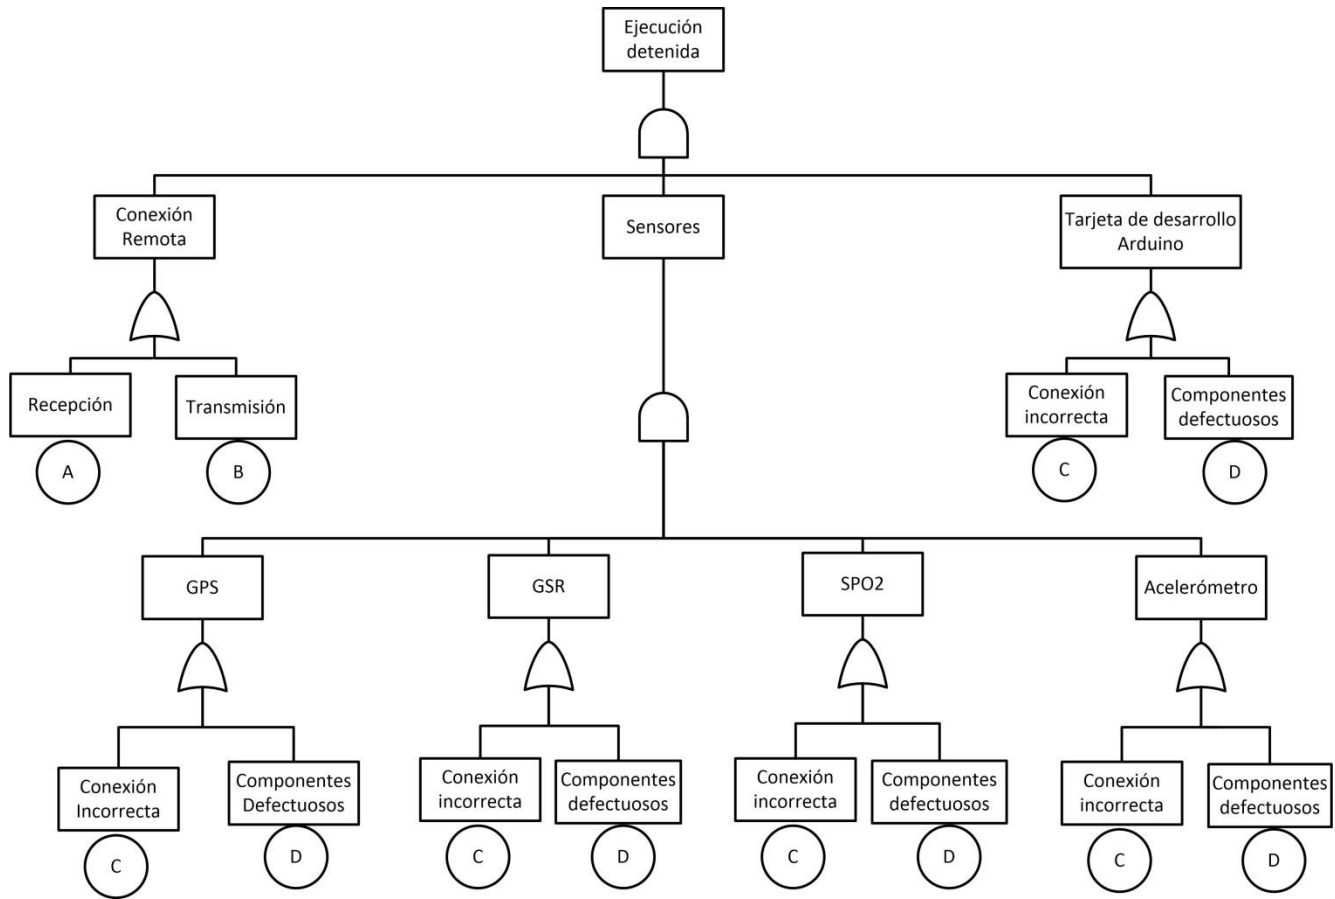 Ejecución
detenida
Conexión
Remota
Sensores
Tarjeta de desarrollo
Arduino
Recepción
Transmisión
Conexión
incorrecta
Componentes
defectuosos
A
B
C
D
GPS
GSR
SPO2
Acelerómetro
Conexión
Incorrecta
Componentes
Defectuosos
Conexión
incorrecta
Componentes
defectuosos
Conexión
incorrecta
Componentes
defectuosos
Conexión
incorrecta
Componentes
defectuosos
C
D
C
D
C
D
C
D